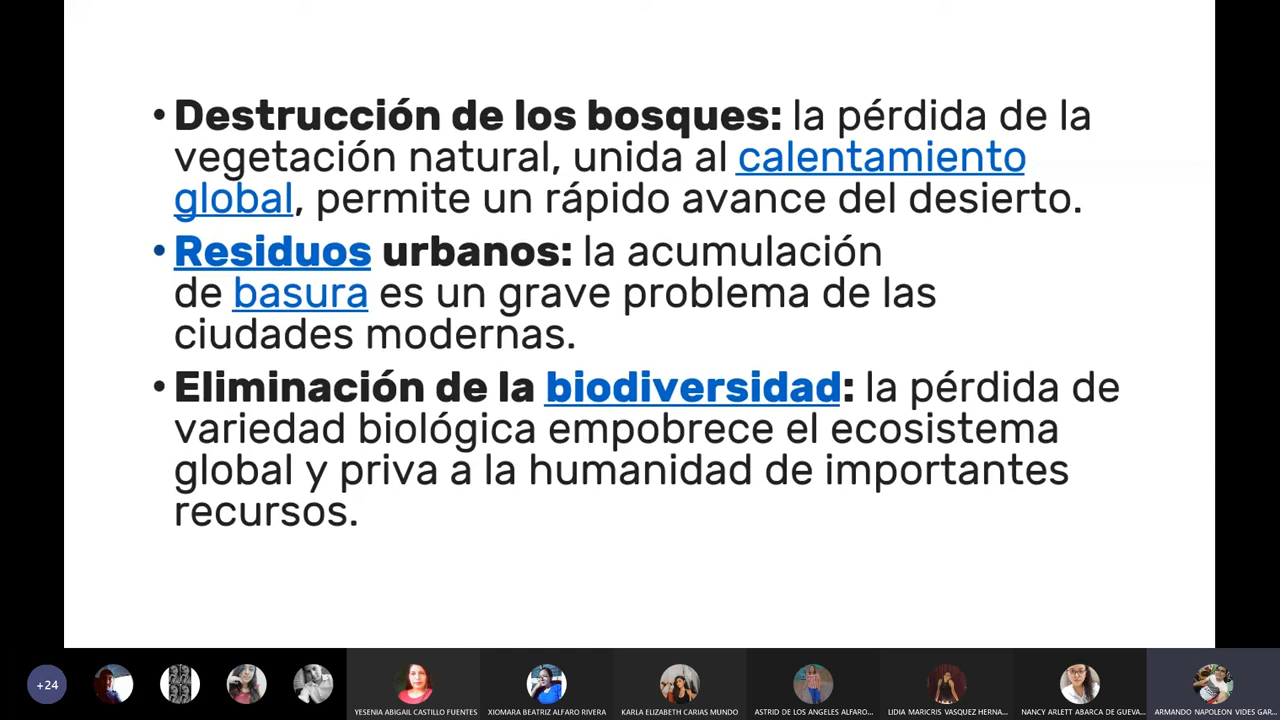 • Destrucción de los bosques: la pérdida de la
vegetación natural, unida al calentamiento
global, permite un rápido avance del desierto.
• Residuos urbanos: la acumulación
de basura es un grave problema de las
ciudades modernas.
• Eliminación de la biodiversidad: la pérdida de
variedad biológica empobrece el ecosistema
global y priva a la humanidad de importantes
recursos.
+24
YESENIA ABIGAIL CASTILLO FUENTES
XIOMARA BEATRIZ ALFARO RIVERA
KARLA ELIZABETH CARIAS MUNDO
ASTRID DE LOS ANGELES ALFARO...
LIDIA MARICRIS VASQUEZ HERNA...
NANCY ARLETT ABARCA DE GUEVA...
ARMANDO NAPOLEON VIDES GAR...